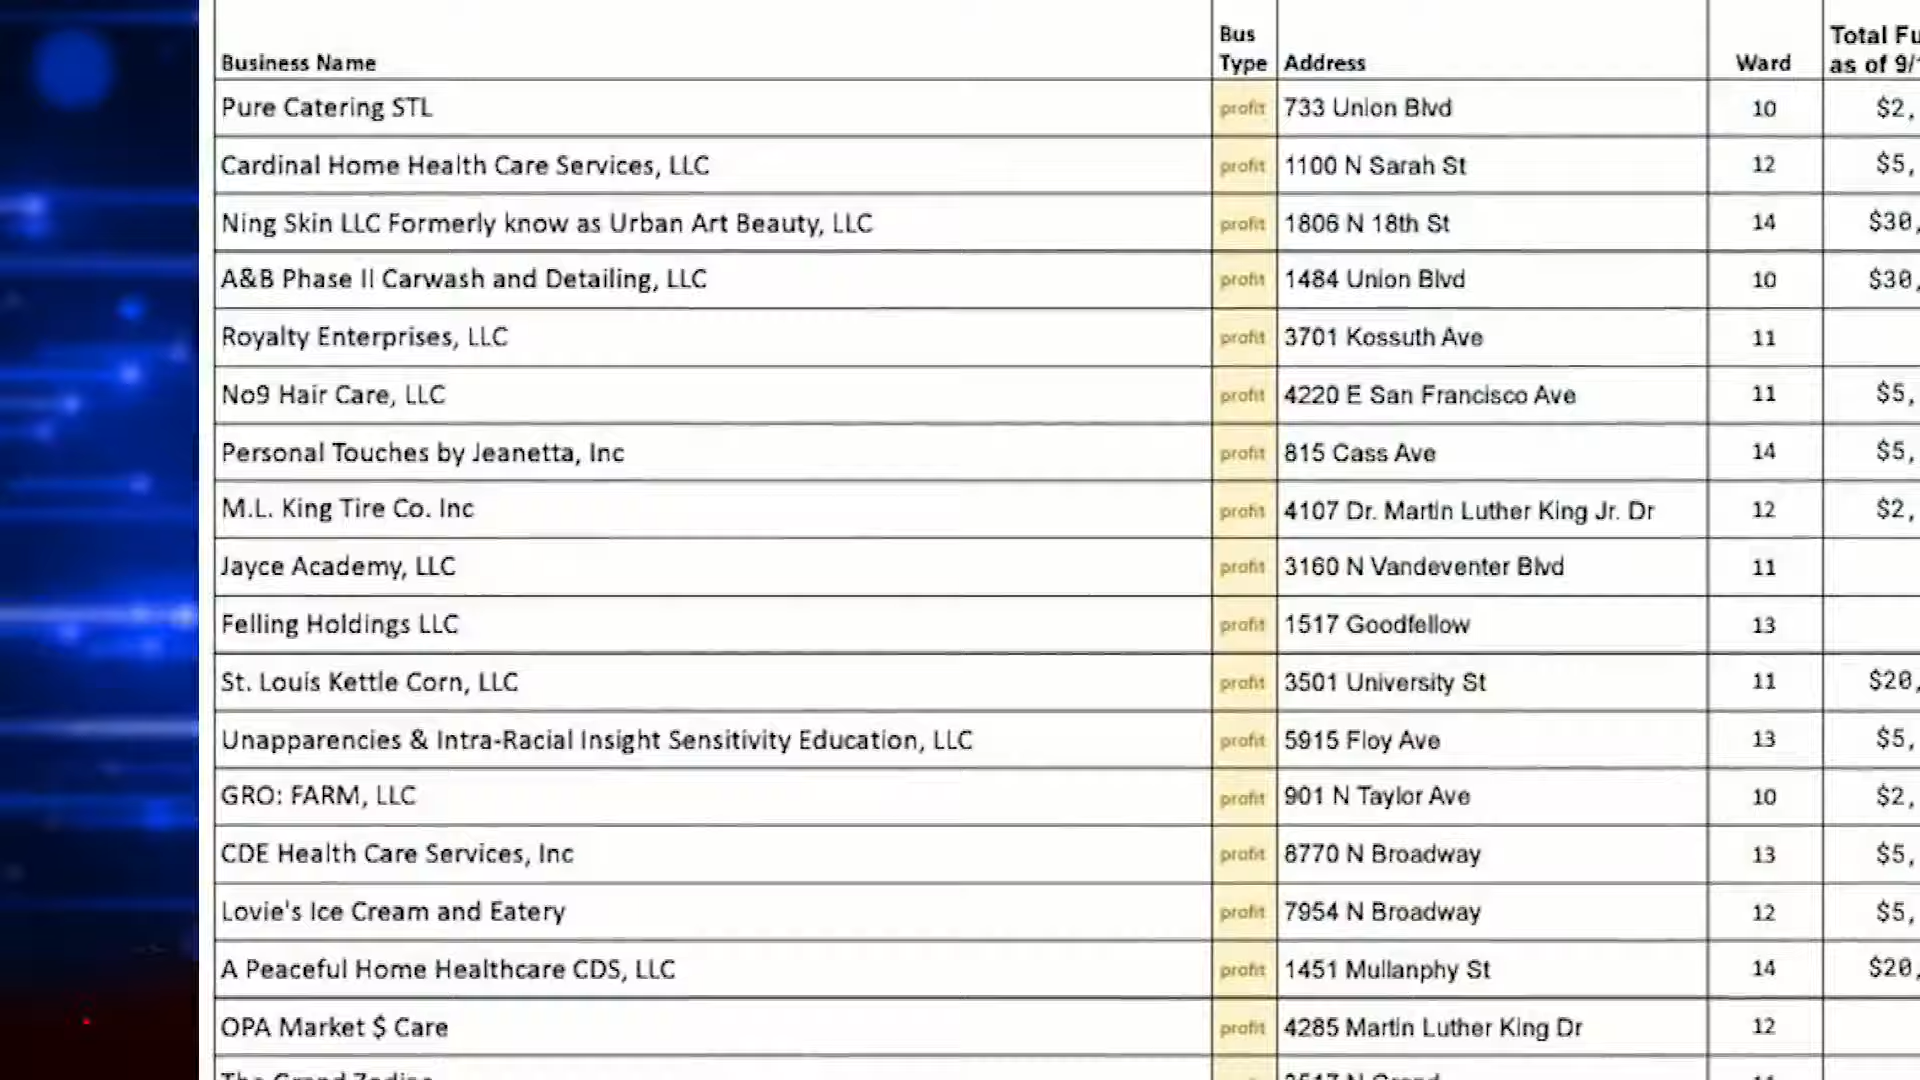 Business Name Bus Type Address Ward Total Fu as of 9/
Pure Catering STL profit 733 Union Blvd 10 $2,
Cardinal Home Health Care Services, LLC profit 1100 N Sarah St 12 $5,
Ning Skin LLC Formerly know as Urban Art Beauty, LLC profit 1806 N 18th St 14 $30,
A&B Phase II Carwash and Detailing, LLC profit 1484 Union Blvd 10 $30,
Royalty Enterprises, LLC profit 3701 Kossuth Ave 11
No9 Hair Care, LLC profit 4220 E San Francisco Ave 11 $5,
Personal Touches by Jeanetta, Inc profit 815 Cass Ave 14 $5,
M.L. King Tire Co. Inc profit 4107 Dr. Martin Luther King Jr. Dr 12 $2,
Jayce Academy, LLC profit 3160 N Vandeventer Blvd 11
Felling Holdings LLC profit 1517 Goodfellow 13
St. Louis Kettle Corn, LLC profit 3501 University St 11 $20,
Unapparencies & Intra-Racial Insight Sensitivity Education, LLC profit 5915 Floy Ave 13 $5,
GRO: FARM, LLC profit 901 N Taylor Ave 10 $2,
CDE Health Care Services, Inc profit 8770 N Broadway 13 $5,
Lovie's Ice Cream and Eatery profit 7954 N Broadway 12 $5,
A Peaceful Home Healthcare CDS, LLC profit 1451 Mullanphy St 14 $20,
OPA Market $ Care profit 4285 Martin Luther King Dr 12